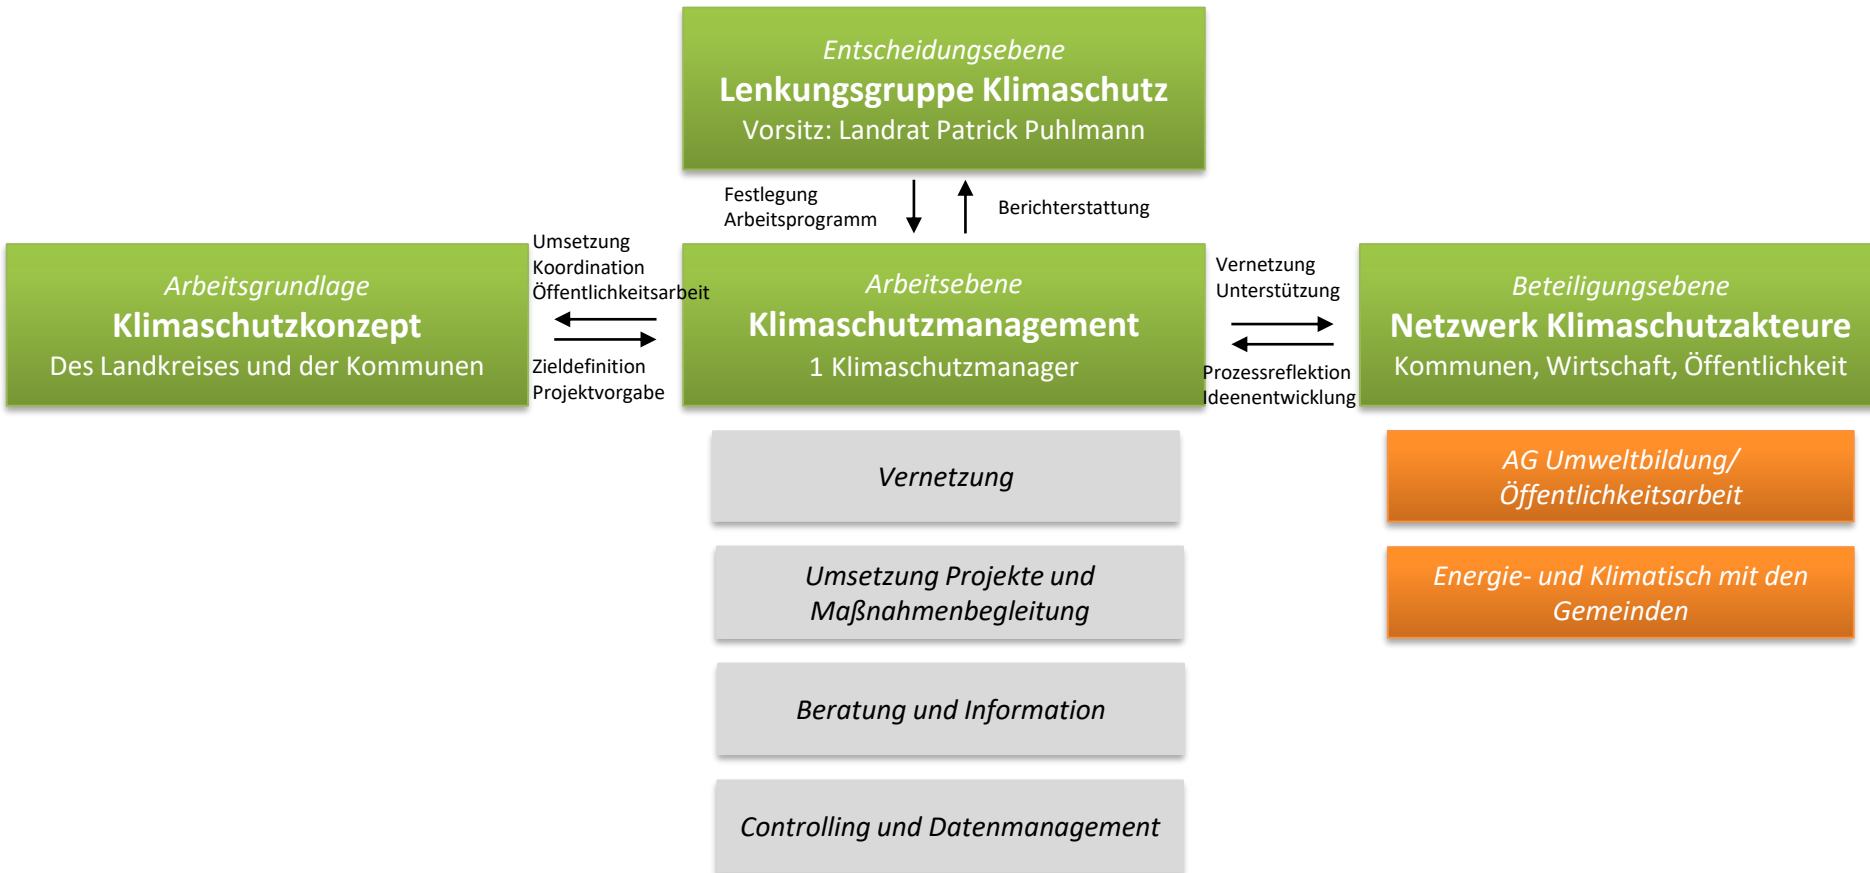 Entscheidungsebene
Lenkungsgruppe Klimaschutz
Vorsitz: Landrat Patrick Puhlmann
Festlegung
Arbeitsprogramm
Berichterstattung
Arbeitsgrundlage
Klimaschutzkonzept
Des Landkreises und der Kommunen
Umsetzung
Koordination
Öffentlichkeitsarbeit
Zieldefinition
Projektvorgabe
Arbeitsebene
Klimaschutzmanagement
1 Klimaschutzmanager
Vernetzung
Unterstützung
Prozessreflektion
Ideenentwicklung
Beteiligungsebene
Netzwerk Klimaschutzakteure
Kommunen, Wirtschaft, Öffentlichkeit
Vernetzung
Umsetzung Projekte und
Maßnahmenbegleitung
Beratung und Information
Controlling und Datenmanagement
AG Umweltbildung/
Öffentlichkeitsarbeit
Energie- und Klimatisch mit den
Gemeinden